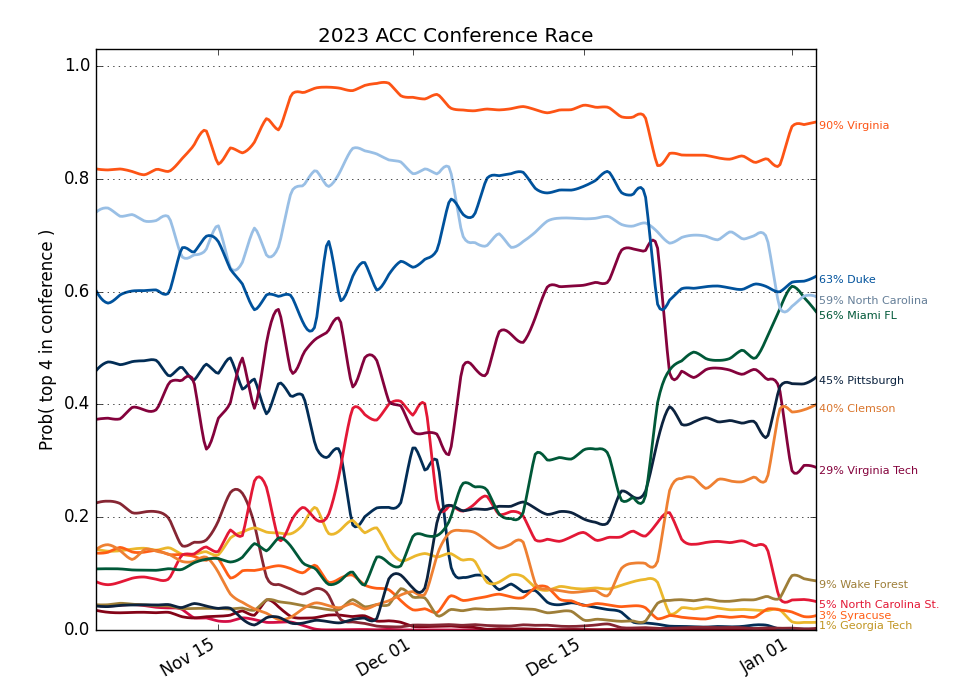 2023 ACC Conference Race
Prob( top 4 in conference )
1.0
0.8
0.6
0.4
0.2
0.0
Nov 15
Dec 01
Dec 15
Jan 01
90% Virginia
63% Duke
59% North Carolina
56% Miami FL
45% Pittsburgh
40% Clemson
29% Virginia Tech
9% Wake Forest
5% North Carolina St.
3% Syracuse
1% Georgia Tech